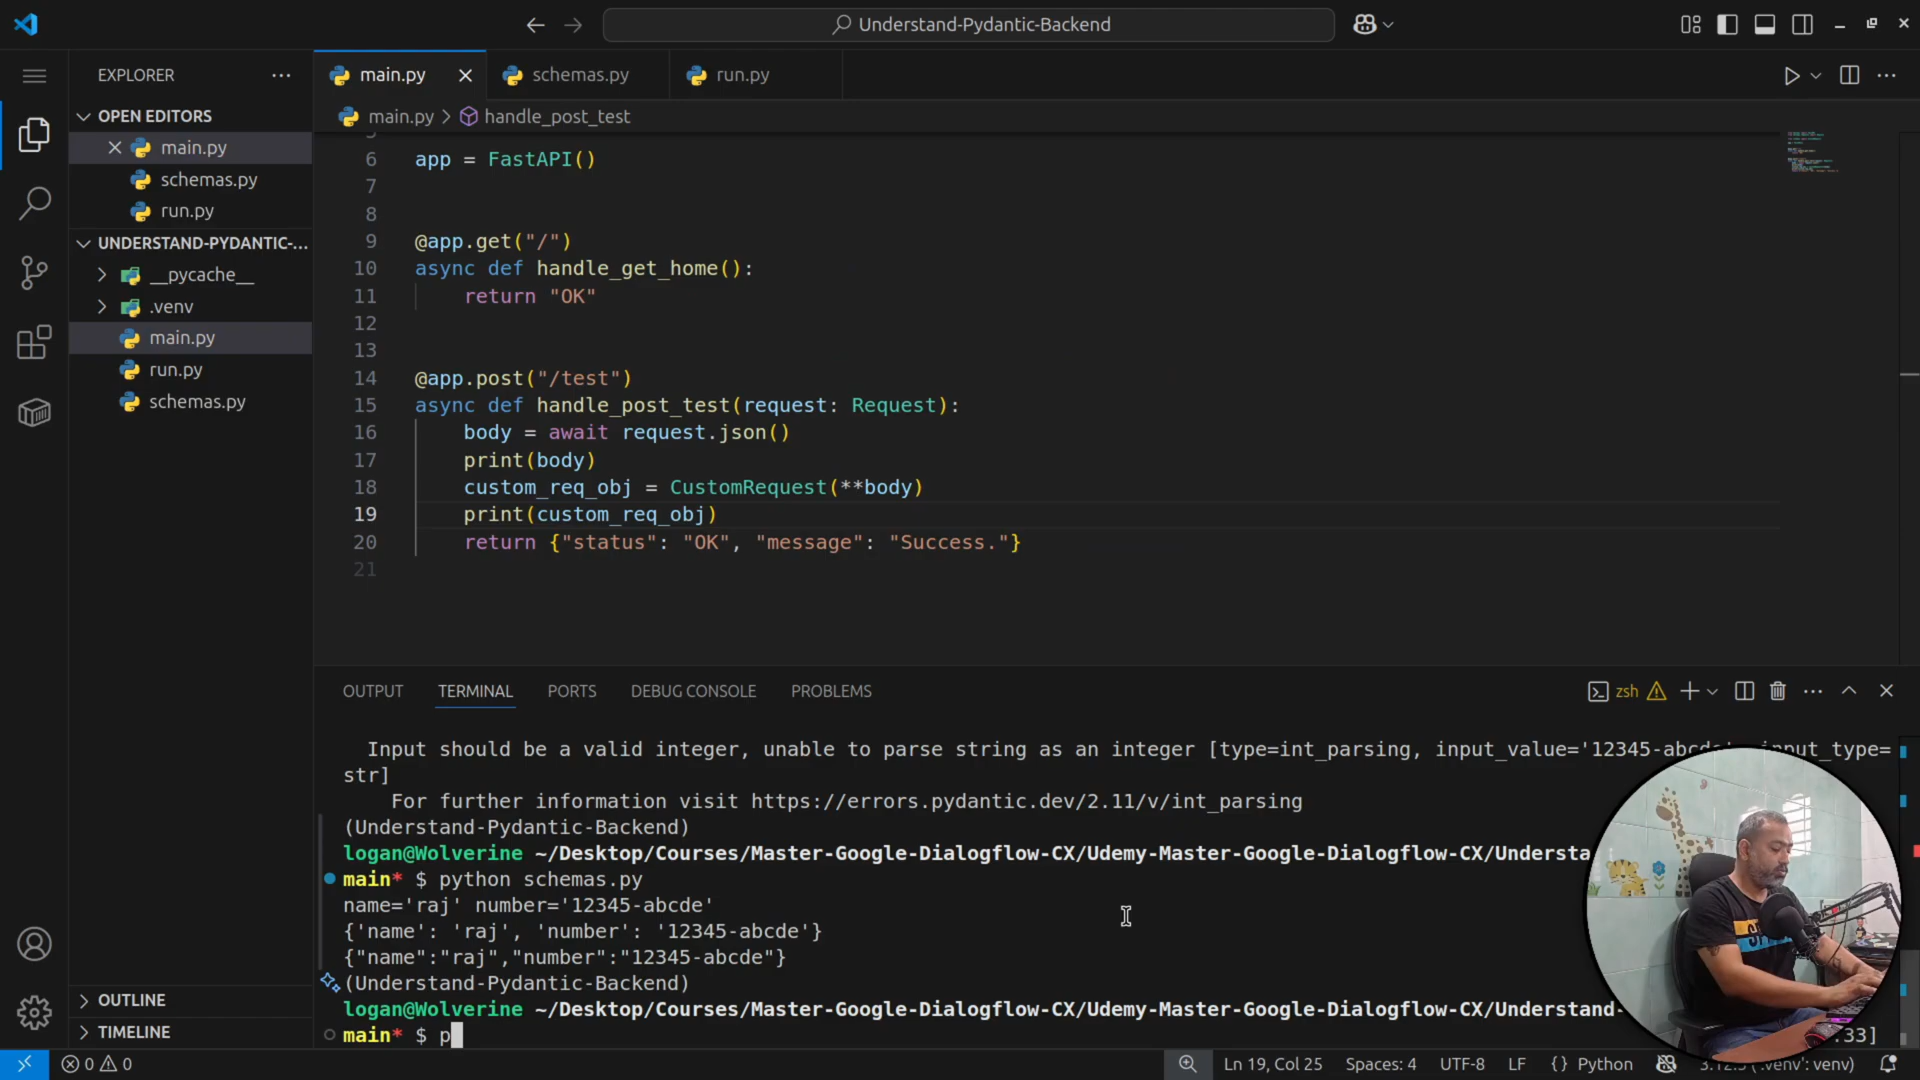 Understand-Pydantic-Backend
EXPLORER
main.py
schemas.py
run.py
main.py
handle_post_test
OPEN EDITORS
main.py
schemas.py
run.py
UNDERSTAND-PYDANTIC-...
__pycache__
.venv
main.py
run.py
schemas.py
6 app = FastAPI()
7
8
9 @app.get("/")
10 async def handle_get_home():
11 return "OK"
12
13
14 @app.post("/test")
15 async def handle_post_test(request: Request):
16 body = await request.json()
17 print(body)
18 custom_req_obj = CustomRequest(**body)
19 print(custom_req_obj)
20 return {"status": "OK", "message": "Success."}
21
OUTPUT TERMINAL PORTS DEBUG CONSOLE PROBLEMS
zsh
Input should be a valid integer, unable to parse string as an integer [type=int_parsing, input_value='12345-abcde', input_type=
str]
For further information visit https://errors.pydantic.dev/2.11/v/int_parsing
(Understand-Pydantic-Backend)
logan@Wolverine ~/Desktop/Courses/Master-Google-Dialogflow-CX/Udemy-Master-Google-Dialogflow-CX/Understa
main* $ python schemas.py
name='raj' number='12345-abcde'
{'name': 'raj', 'number': '12345-abcde'}
{"name":"raj","number":"12345-abcde"}
(Understand-Pydantic-Backend)
logan@Wolverine ~/Desktop/Courses/Master-Google-Dialogflow-CX/Udemy-Master-Google-Dialogflow-CX/Understand-
main* $ p
:33]
OUTLINE
TIMELINE
0 0
Ln 19, Col 25 Spaces: 4 UTF-8 LF {} Python